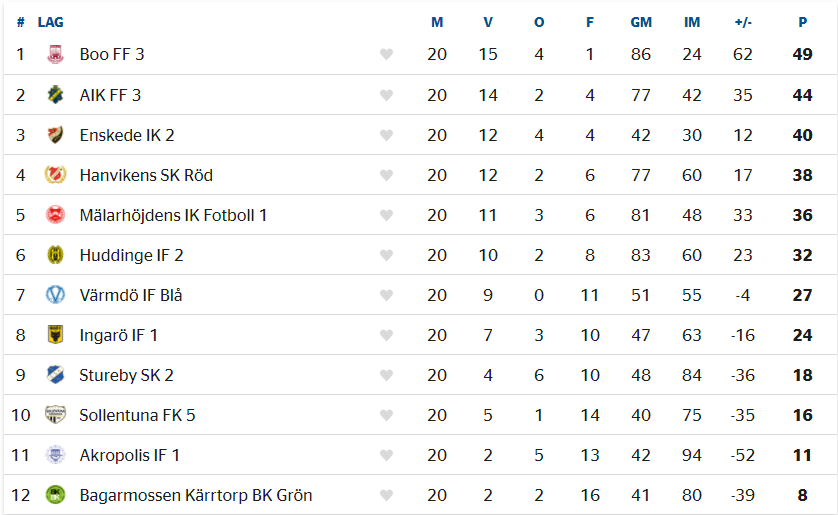 # LAG M V O F GM IM +/- P
1 Boo FF 3 20 15 4 1 86 24 62 49
2 AIK FF 3 20 14 2 4 77 42 35 44
3 Enskede IK 2 20 12 4 4 42 30 12 40
4 Hanvikens SK Röd 20 12 2 6 77 60 17 38
5 Mälarhöjdens IK Fotboll 1 20 11 3 6 81 48 33 36
6 Huddinge IF 2 20 10 2 8 83 60 23 32
7 Värmdö IF Blå 20 9 0 11 51 55 -4 27
8 Ingarö IF 1 20 7 3 10 47 63 -16 24
9 Stureby SK 2 20 4 6 10 48 84 -36 18
10 Sollentuna FK 5 20 5 1 14 40 75 -35 16
11 Akropolis IF 1 20 2 5 13 42 94 -52 11
12 Bagarmossen Kärrtorp BK Grön 20 2 2 16 41 80 -39 8